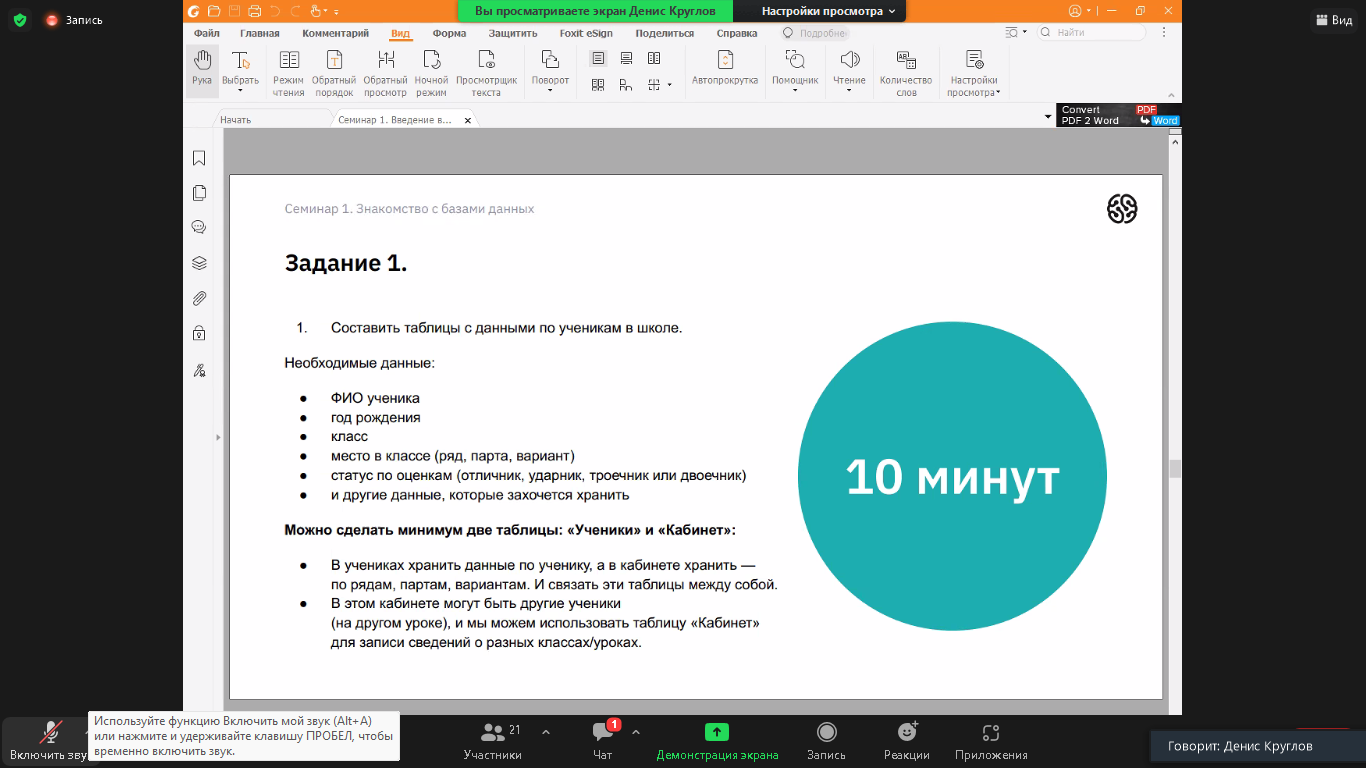 Запись
Вы просматриваете экран Денис Круглов
Настройки просмотра
Вид
Файл
Главная
Комментарий
Вид
Форма
Защитить
Foxit eSign
Поделиться
Справка
Подробне
Найти
Рука
Выбрать
Режим
чтения
Обратный
порядок
Обратный
просмотр
Ночной
режим
Просмотрщик
текста
Поворот
Автопрокрутка
Помощник
Чтение
Количество
слов
Настройки
просмотра
Начать
Семинар 1. Введение в...
Convert PDF
PDF 2 Word Word
Семинар 1. Знакомство с базами данных
Задание 1.
1. Составить таблицы с данными по ученикам в школе.
Необходимые данные:
● ФИО ученика
● год рождения
● класс
● место в классе (ряд, парта, вариант)
● статус по оценкам (отличник, ударник, троечник или двоечник)
● и другие данные, которые захочется хранить
10 минут
Можно сделать минимум две таблицы: «Ученики» и «Кабинет»:
● В учениках хранить данные по ученику, а в кабинете хранить —
по рядам, партам, вариантам. И связать эти таблицы между собой.
● В этом кабинете могут быть другие ученики
(на другом уроке), и мы можем использовать таблицу «Кабинет»
для записи сведений о разных классах/уроках.
Используйте функцию Включить мой звук (Alt+A)
или нажмите и удерживайте клавишу ПРОБЕЛ, чтобы
временно включить звук.
Включить зву
21
Участники
1
Чат
Демонстрация экрана
Запись
Реакции
Приложения
Говорит: Денис Круглов